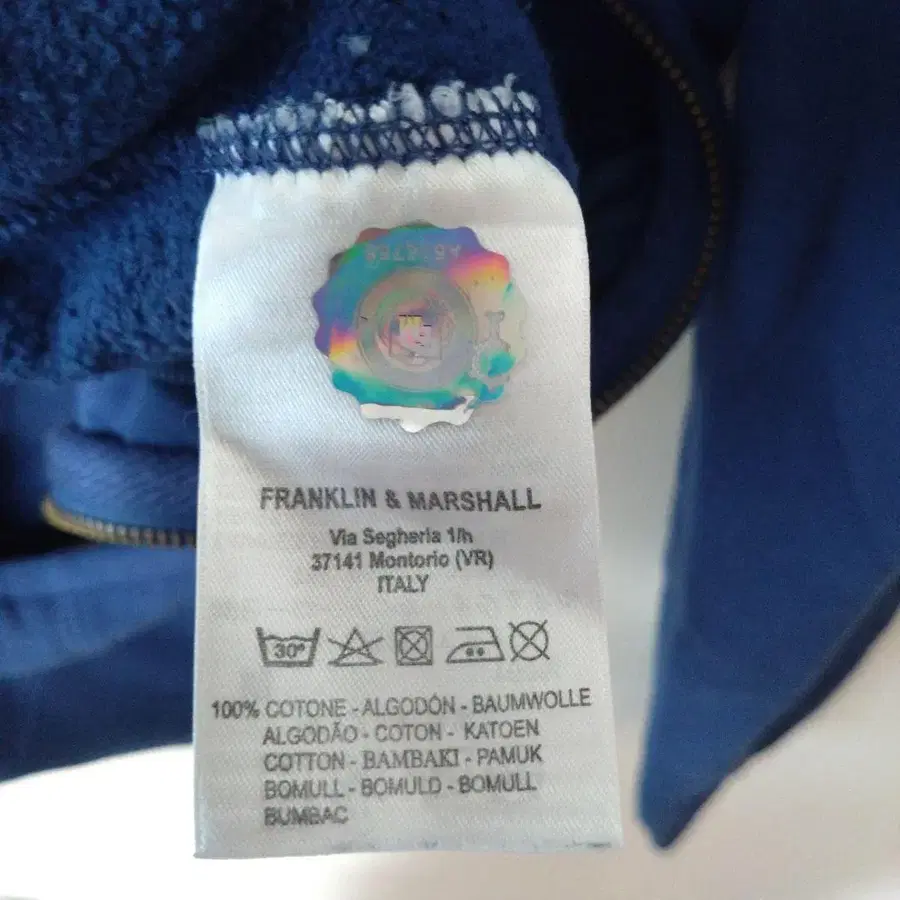 FRANKLIN & MARSHALL
Via Segheria 1/h
37141 Montorio (VR)
ITALY
30°
100% COTONE - ALGODÓN - BAUMWOLLE
ALGODÃO - COTON - KATOEN
COTTON - BAMBAKI - PAMUK
BOMULL - BOMULD - BOMULL
BUMBAC